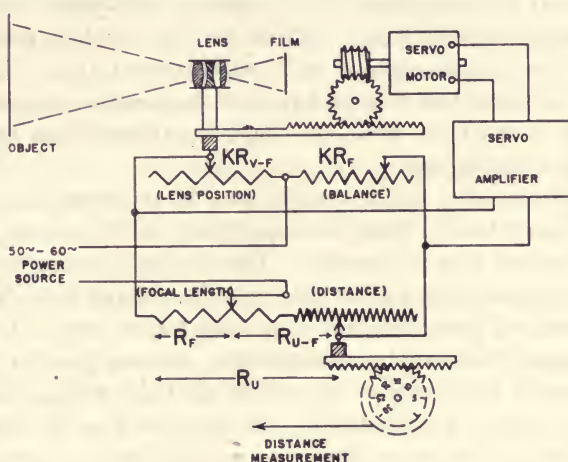 LENS FILM
SERVO
MOTOR
OBJECT
SERVO
AMPLIFIER
KR_V-F KR_F
(LENS POSITION) (BALANCE)
50~ - 60~
POWER
SOURCE
(FOCAL LENGTH) (DISTANCE)
R_F R_U-F
R_U
DISTANCE
MEASUREMENT